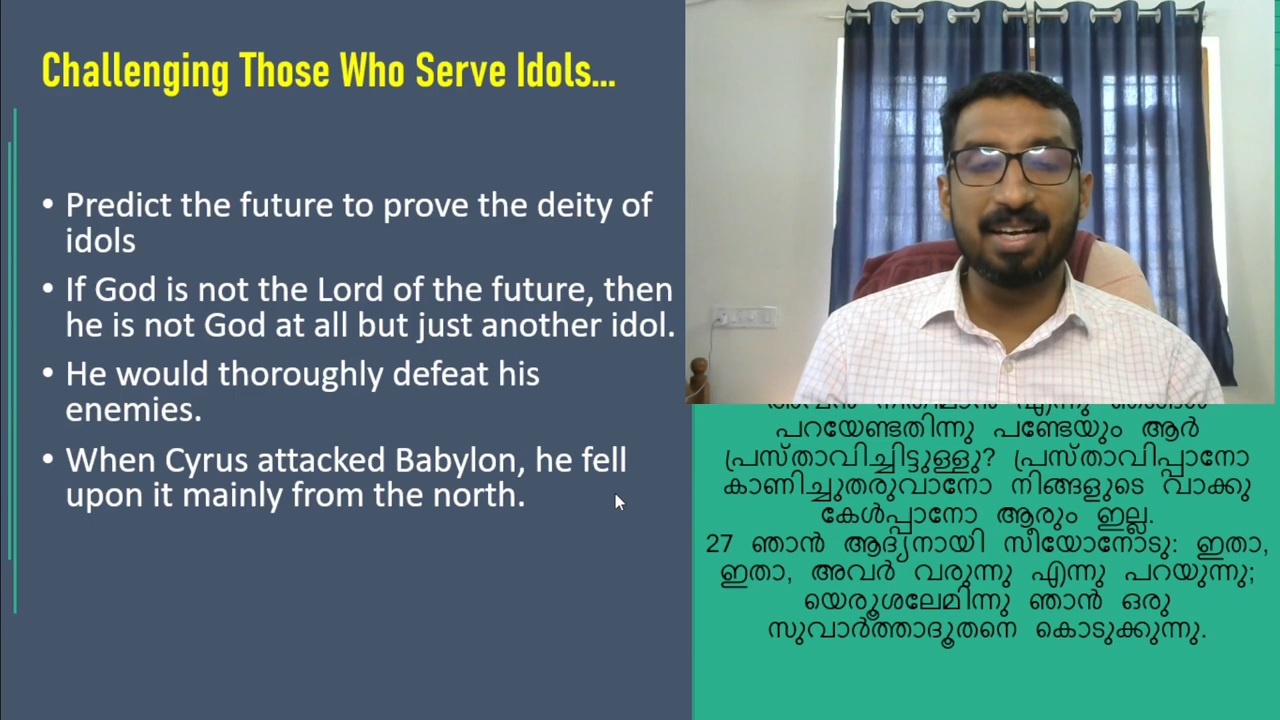 Challenging Those Who Serve Idols...
• Predict the future to prove the deity of
idols
• If God is not the Lord of the future, then
he is not God at all but just another idol.
• He would thoroughly defeat his
enemies.
• When Cyrus attacked Babylon, he fell
upon it mainly from the north.
പറയേണ്ടതിന്നു പണ്ടേയും ആർ
പ്രസ്താവിച്ചിട്ടുള്ളു? പ്രസ്താവിപ്പാനോ
കാണിച്ചുതരുവാനോ നിങ്ങളുടെ വാക്കു
കേൾപ്പാനോ ആരും ഇല്ല.
27 ഞാൻ ആദ്യനായി സീയോനോടു: ഇതാ,
ഇതാ, അവർ വരുന്നു എന്നു പറയുന്നു;
യെരൂശലേമിന്നു ഞാൻ ഒരു
സുവാർത്താദൂതനെ കൊടുക്കുന്നു.